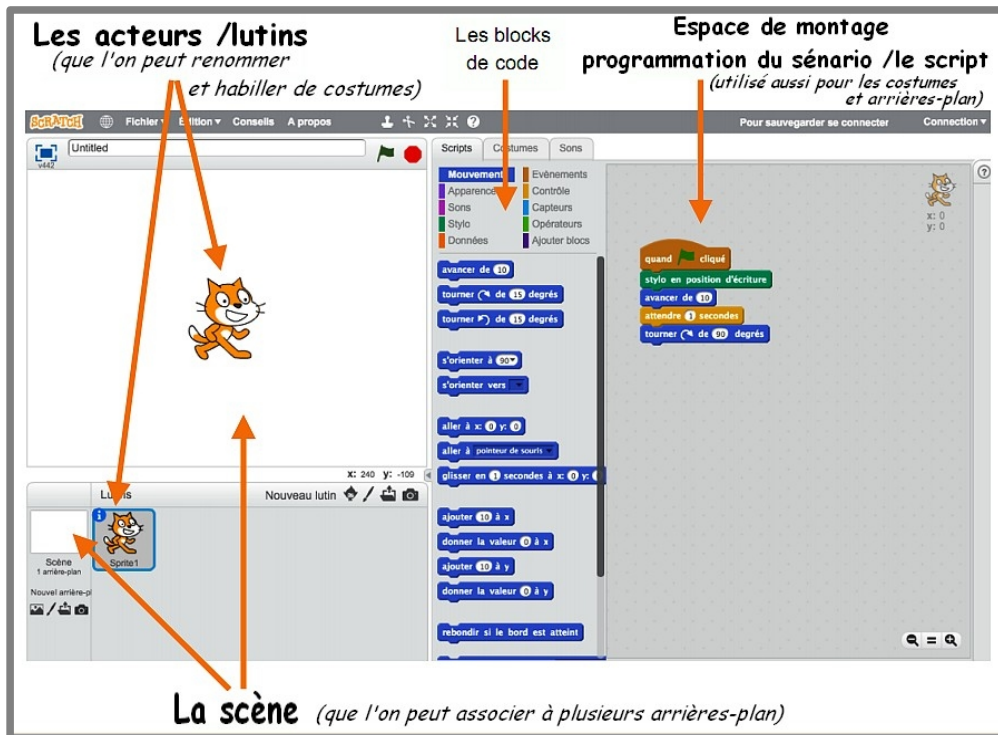 Les acteurs /lutins
(que l'on peut renommer
et habiller de costumes)
Les blocks
de code
Espace de montage
programmation du sénario /le script
(utilisé aussi pour les costumes
et arrières-plan)
SCRATCH Fichier Édition Conseils A propos Pour sauvegarder se connecter Connection
Untitled
v442
Scripts Costumes Sons
Mouvement Evénements
Apparence Contrôle
Sons Capteurs
Stylo Opérateurs
Données Ajouter blocs
x: 0
y: 0
avancer de 10
tourner de 15 degrés
tourner de 15 degrés
s'orienter à 90
s'orienter vers
aller à x: 0 y: 0
aller à pointeur de souris
glisser en 1 secondes à x: 0 y:
ajouter 10 à x
donner la valeur 0 à x
ajouter 10 à y
donner la valeur 0 à y
rebondir si le bord est atteint
quand cliqué
stylo en position d'écriture
avancer de 10
attendre 1 secondes
tourner de 90 degrés
x: 240 y: -109
Lutins Nouveau lutin
Scène
1 arrière-plan
Sprite1
Nouvel arrière-pl
La scène (que l'on peut associer à plusieurs arrières-plan)